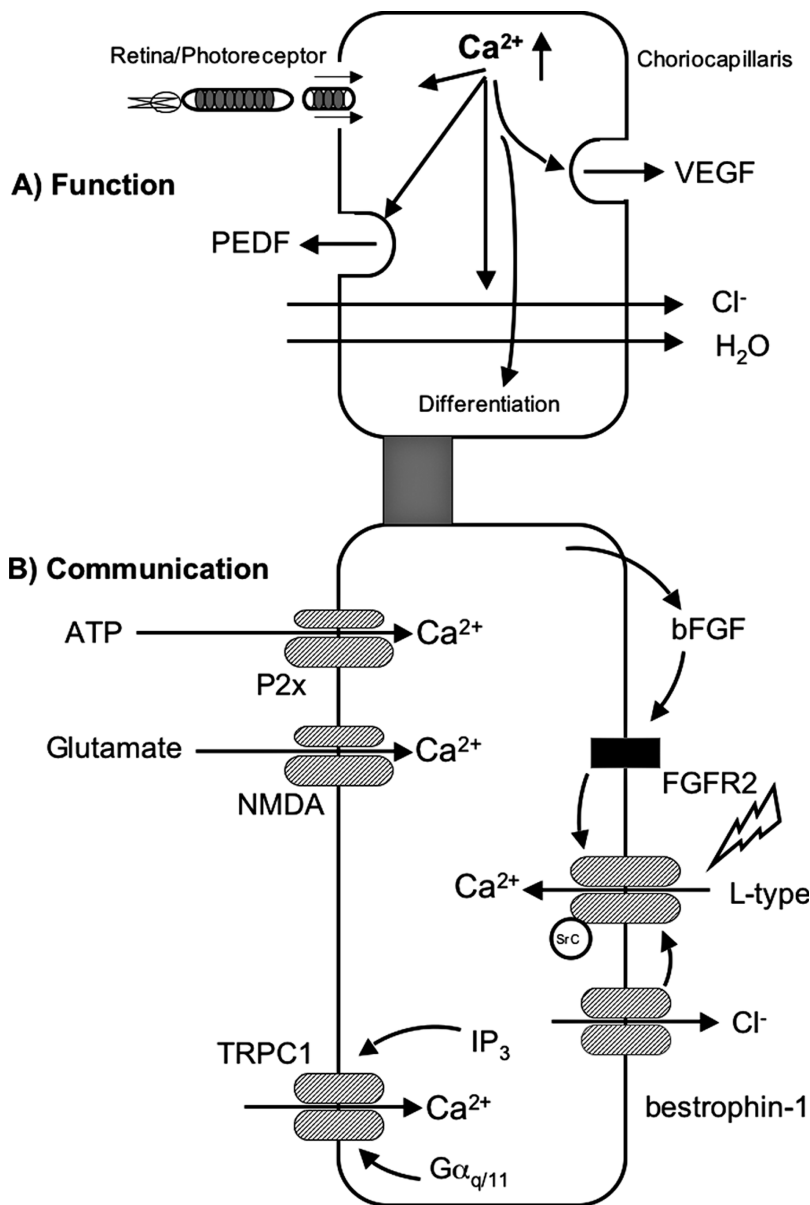 Retina/Photoreceptor
Ca²⁺
Choriocapillaris
A) Function
VEGF
PEDF
Cl⁻
H₂O
Differentiation
B) Communication
ATP
Ca²⁺
bFGF
P2x
Glutamate
Ca²⁺
NMDA
FGFR2
Ca²⁺
L-type
SrC
TRPC1
IP₃
Cl⁻
Ca²⁺
bestrophin-1
Gα_q/11